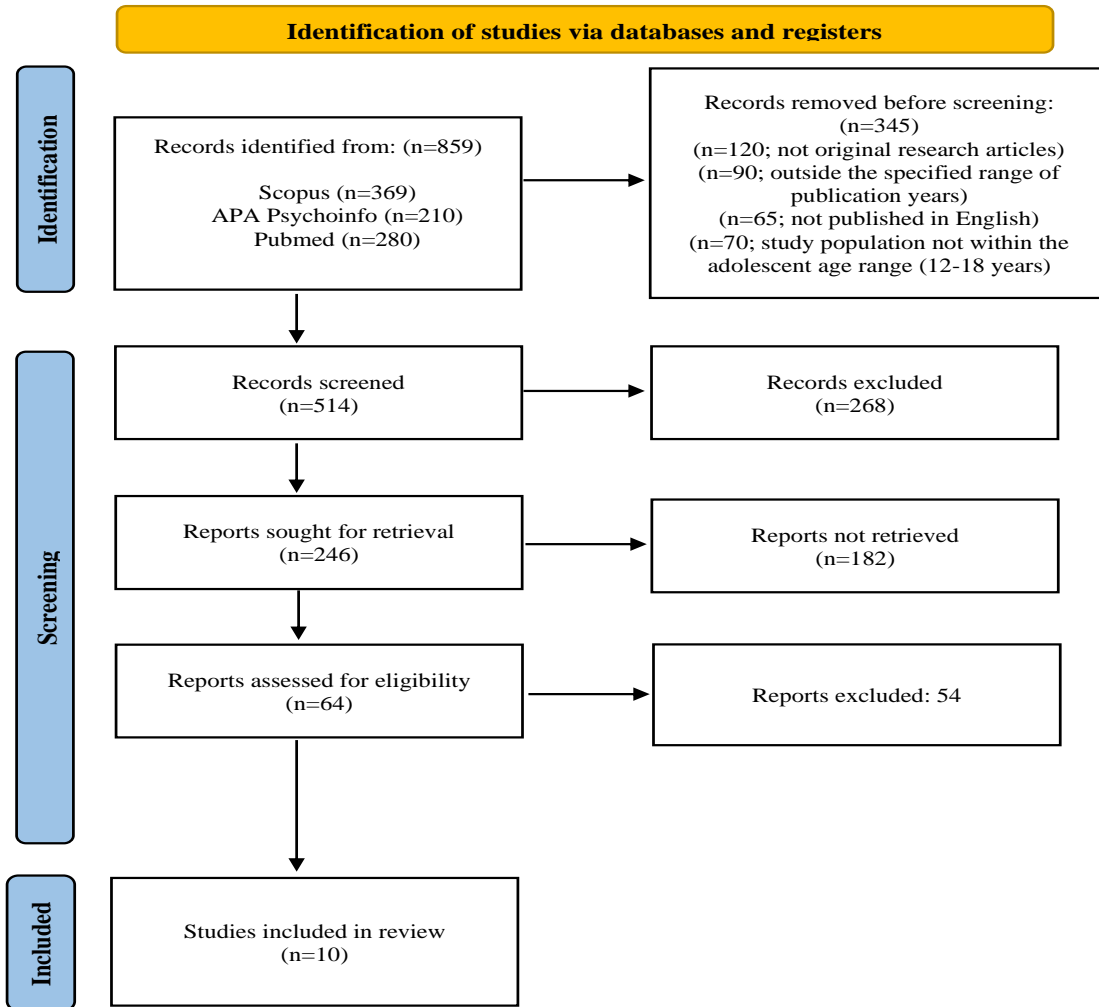 Identification of studies via databases and registers
Identification
Records identified from: (n=859)
Scopus (n=369)
APA Psychoinfo (n=210)
Pubmed (n=280)
Records removed before screening:
(n=345)
(n=120; not original research articles)
(n=90; outside the specified range of
publication years)
(n=65; not published in English)
(n=70; study population not within the
adolescent age range (12-18 years)
Screening
Records screened
(n=514)
Records excluded
(n=268)
Reports sought for retrieval
(n=246)
Reports not retrieved
(n=182)
Reports assessed for eligibility
(n=64)
Reports excluded: 54
Included
Studies included in review
(n=10)